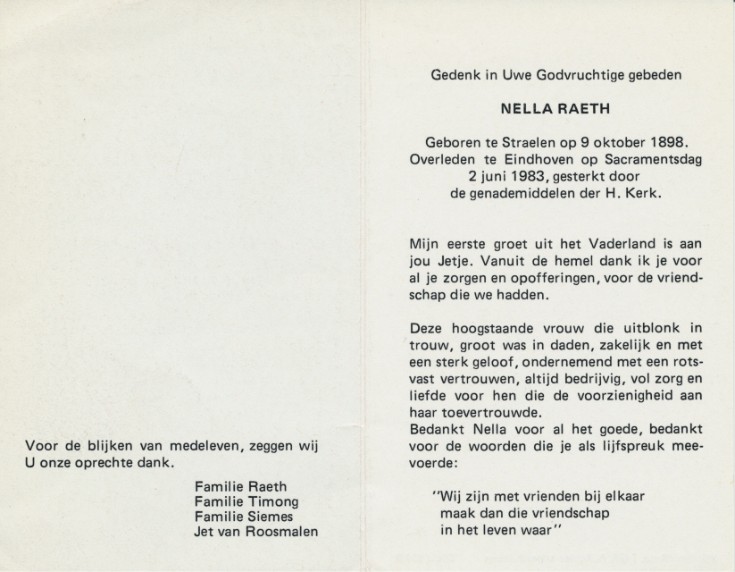 Voor de blijken van medeleven, zeggen wij
U onze oprechte dank.
Familie Raeth
Familie Timong
Familie Siemes
Jet van Roosmalen
Gedenk in Uwe Godvruchtige gebeden
NELLA RAETH
Geboren te Straelen op 9 oktober 1898.
Overleden te Eindhoven op Sacramentsdag
2 juni 1983, gesterkt door
de genademiddelen der H. Kerk.
Mijn eerste groet uit het Vaderland is aan
jou Jetje. Vanuit de hemel dank ik je voor
al je zorgen en opofferingen, voor de vriend-
schap die we hadden.
Deze hoogstaande vrouw die uitblonk in
trouw, groot was in daden, zakelijk en met
een sterk geloof, ondernemend met een rots-
vast vertrouwen, altijd bedrijvig, vol zorg en
liefde voor hen die de voorzienigheid aan
haar toevertrouwde.
Bedankt Nella voor al het goede, bedankt
voor de woorden die je als lijfspreuk mee-
voerde:
"Wij zijn met vrienden bij elkaar
maak dan die vriendschap
in het leven waar"